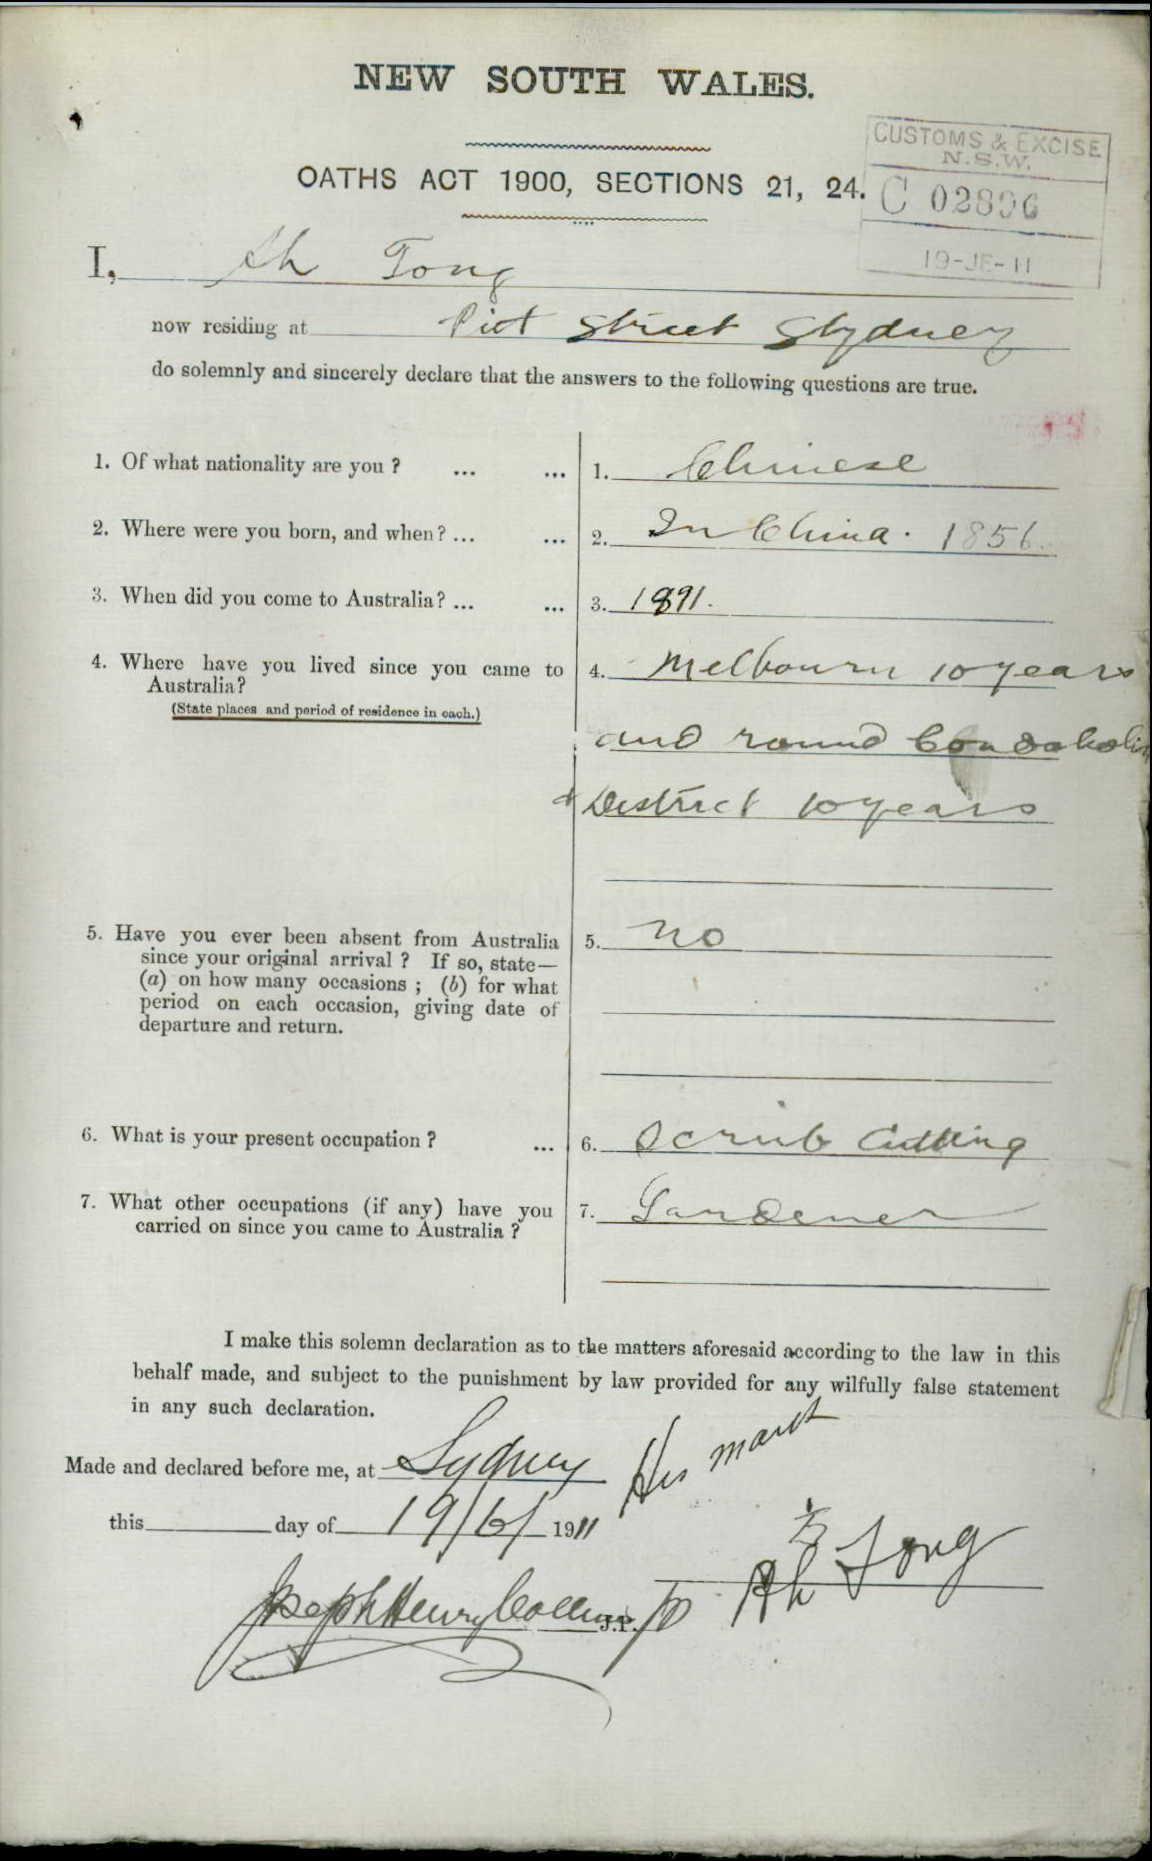 NEW SOUTH WALES.
CUSTOMS & EXCISE
N.S.W.
OATHS ACT 1900, SECTIONS 21, 24.
C 02896
19-JE-11
I, Ah Tong
now residing at Pitt Street Sydney
do solemnly and sincerely declare that the answers to the following questions are true.
1. Of what nationality are you ? ... ... 1. Chinese
2. Where were you born, and when? ... ... 2. In China. 1856.
3. When did you come to Australia? ... ... 3. 1891.
4. Where have you lived since you came to 4. Melbourn 10 years
Australia?
(State places and period of residence in each.)
and round
District 10 years
5. Have you ever been absent from Australia 5. No
since your original arrival ? If so, state—
(a) on how many occasions ; (b) for what
period on each occasion, giving date of
departure and return.
6. What is your present occupation ? ... 6. Scrub Cutting
7. What other occupations (if any) have you 7. Gardener
carried on since you came to Australia ?
I make this solemn declaration as to the matters aforesaid according to the law in this
behalf made, and subject to the punishment by law provided for any wilfully false statement
in any such declaration.
Made and declared before me, at Sydney His mark
this day of 19/6/ 1911
Ah Tong
Joseph Henry J.P.